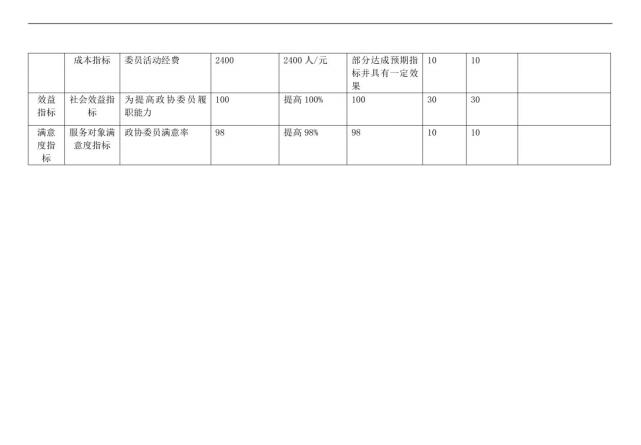 成本指标 委员活动经费 2400 2400 人/元 部分达成预期指 10 10
标并具有一定效
果
效益 社会效益指 为提高政协委员履 100 提高 100% 100 30 30
指标 标 职能力
满意 服务对象满 政协委员满意率 98 提高 98% 98 10 10
度指 意度指标
标